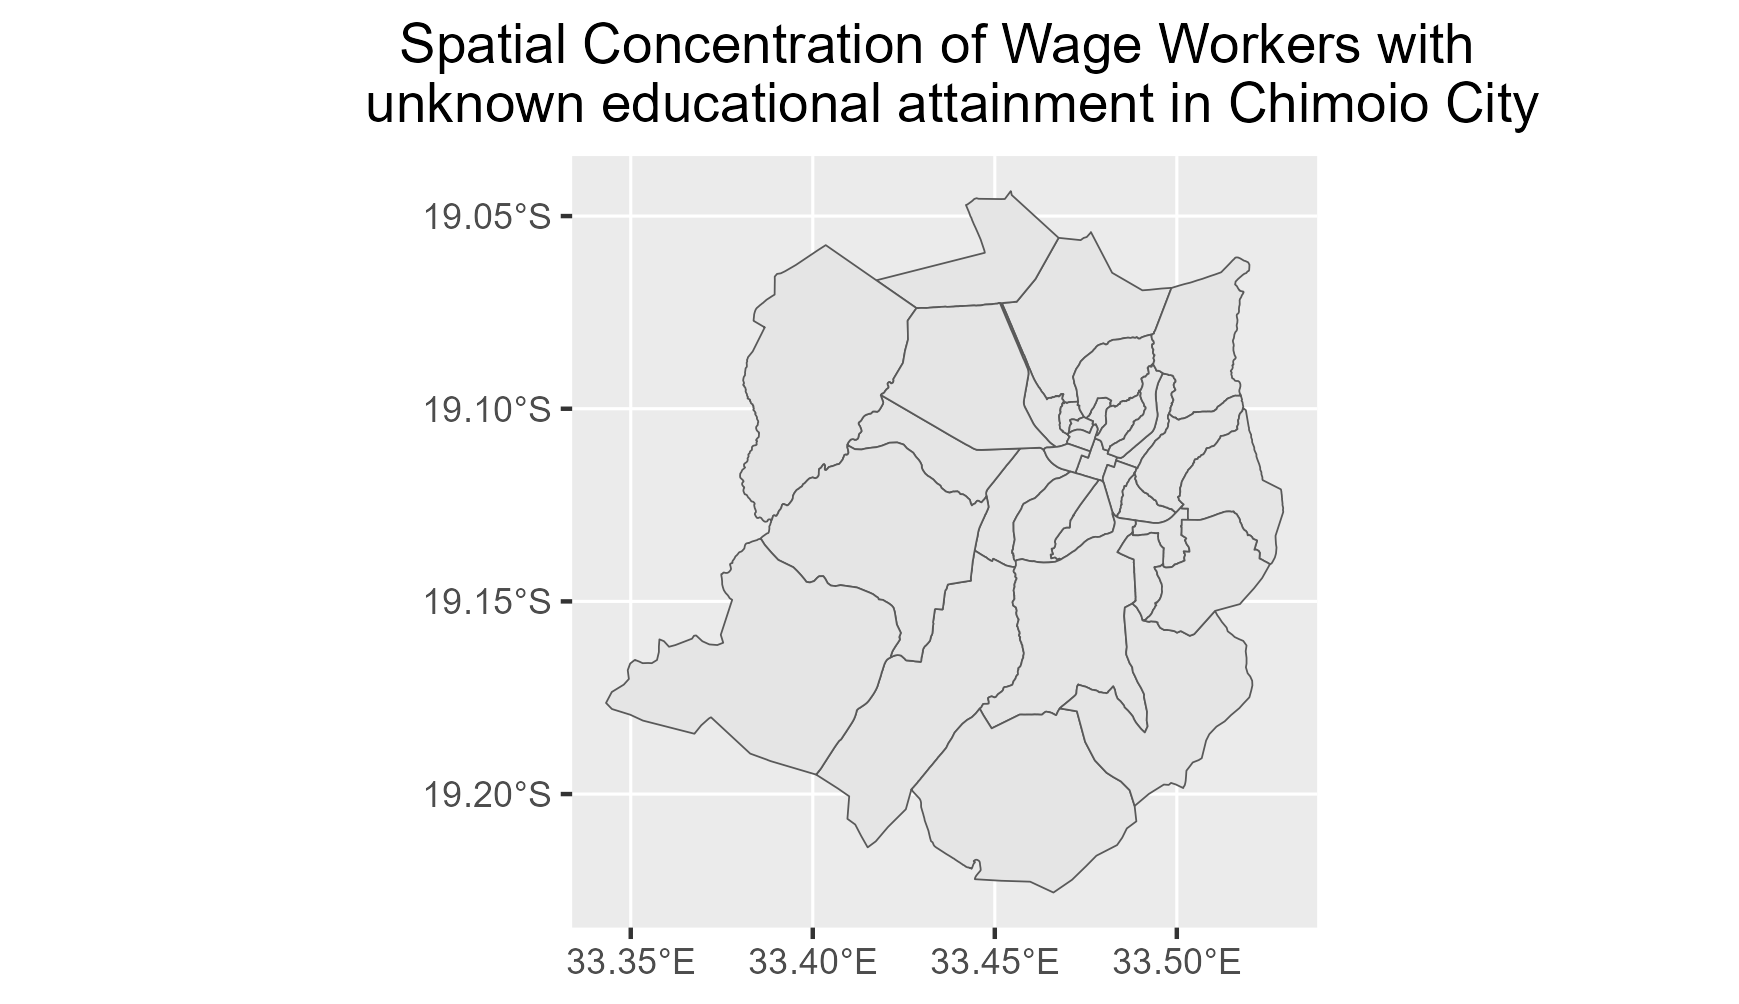 Spatial Concentration of Wage Workers with
unknown educational attainment in Chimoio City
19.05°S
19.10°S
19.15°S
19.20°S
33.35°E 33.40°E 33.45°E 33.50°E